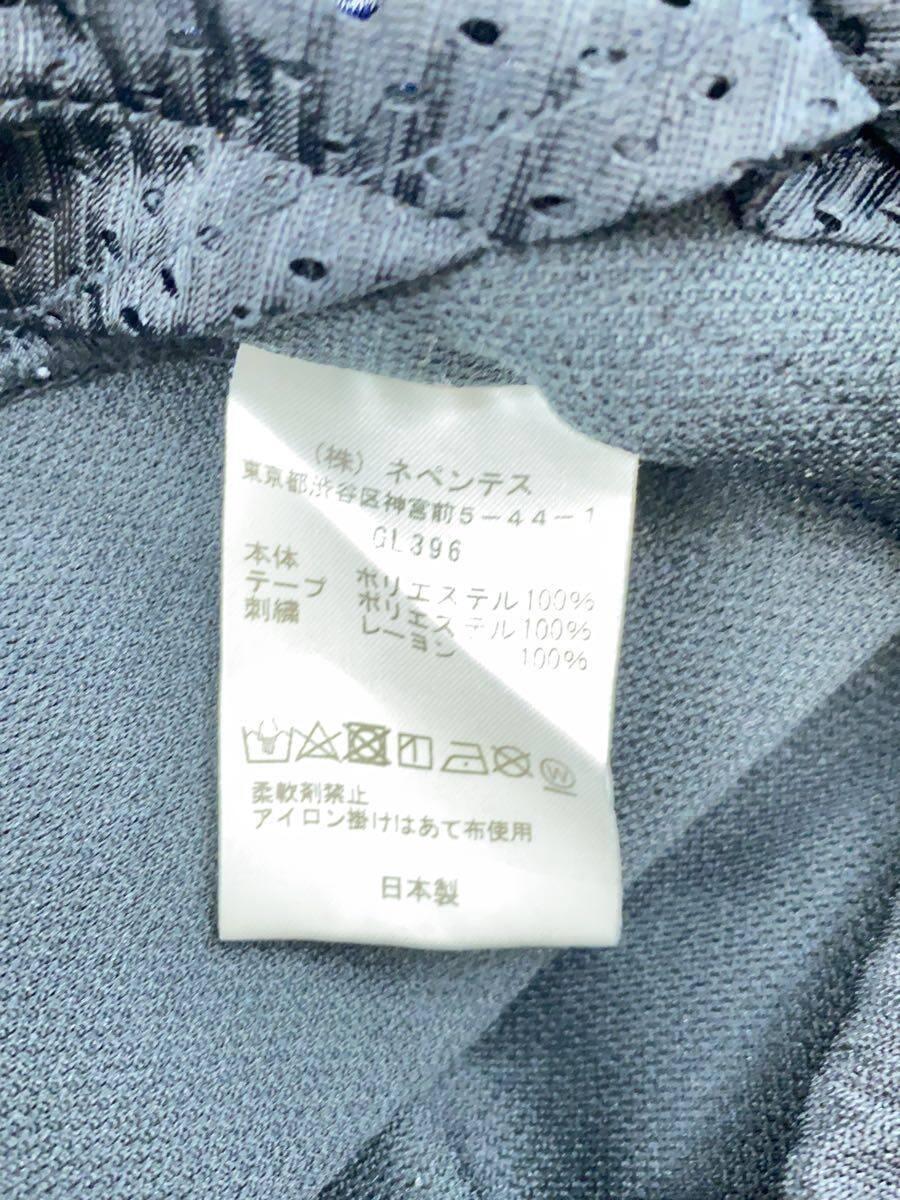 (株) ネペンテス
東京都渋谷区神宮前5-44-1
GL396
本体 ポリエステル100%
テープ ポリエステル100%
刺繍 レーヨン 100%
W
柔軟剤禁止
アイロン掛けはあて布使用
日本製